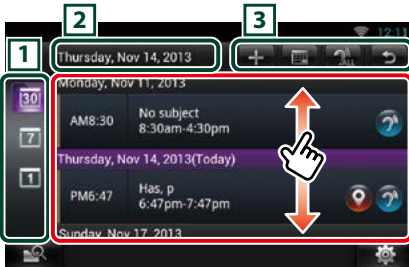 2
3
1
12:11
Thursday, Nov 14, 2013
ALL
Monday, Nov 11, 2013
30
AM8:30
No subject
8:30am-4:30pm
7
Thursday, Nov 14, 2013(Today)
1
PM6:47
Has, p
6:47pm-7:47pm
Sunday, Nov 17, 2013